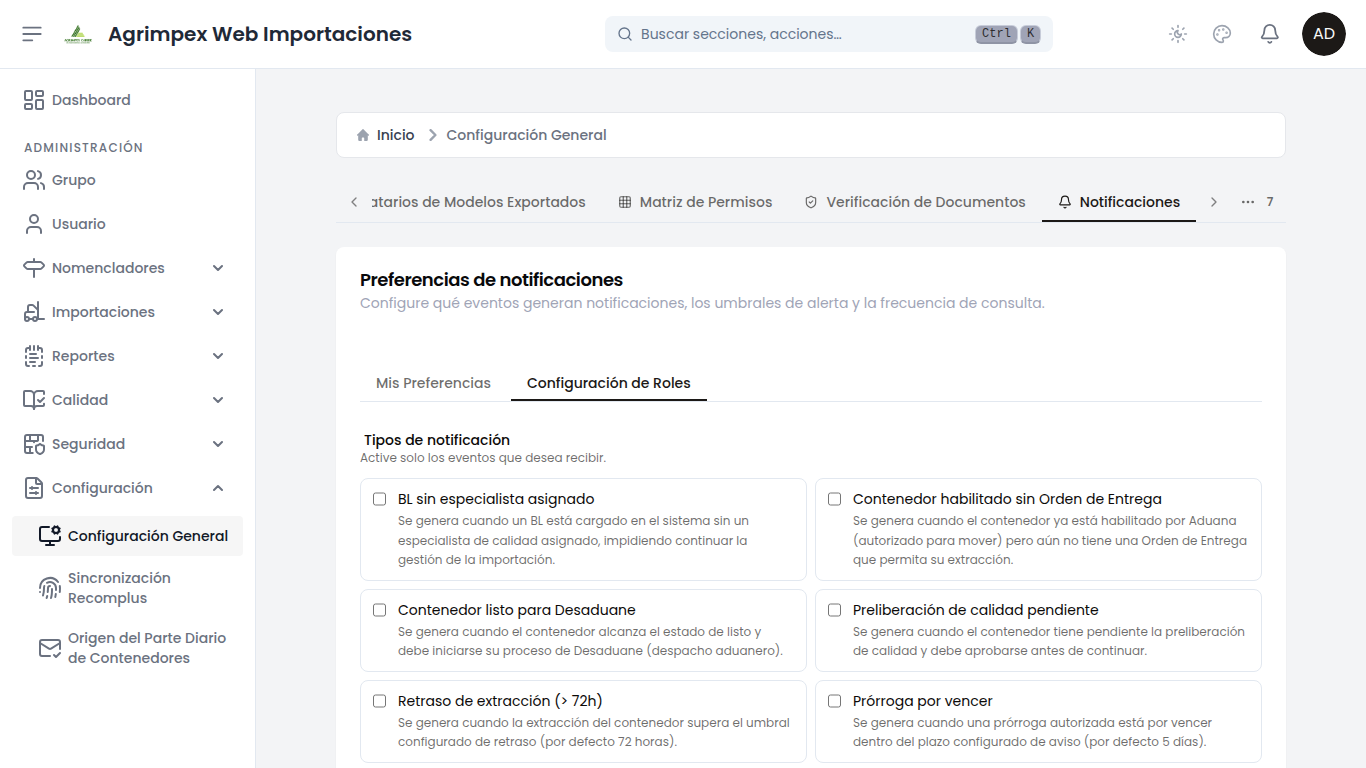 Agrimpex Web Importaciones
Buscar secciones, acciones…
Ctrl K
AD
Dashboard
ADMINISTRACIÓN
Grupo
Usuario
Nomencladores
Importaciones
Reportes
Calidad
Seguridad
Configuración
Configuración General
Sincronización
Recomplus
Origen del Parte Diario
de Contenedores
Inicio
Configuración General
atarios de Modelos Exportados
Matriz de Permisos
Verificación de Documentos
Notificaciones
7
Preferencias de notificaciones
Configure qué eventos generan notificaciones, los umbrales de alerta y la frecuencia de consulta.
Mis Preferencias
Configuración de Roles
Tipos de notificación
Active solo los eventos que desea recibir.
BL sin especialista asignado
Se genera cuando un BL está cargado en el sistema sin un
especialista de calidad asignado, impidiendo continuar la
gestión de la importación.
Contenedor habilitado sin Orden de Entrega
Se genera cuando el contenedor ya está habilitado por Aduana
(autorizado para mover) pero aún no tiene una Orden de Entrega
que permita su extracción.
Contenedor listo para Desaduane
Se genera cuando el contenedor alcanza el estado de listo y
debe iniciarse su proceso de Desaduane (despacho aduanero).
Preliberación de calidad pendiente
Se genera cuando el contenedor tiene pendiente la preliberación
de calidad y debe aprobarse antes de continuar.
Retraso de extracción (> 72h)
Se genera cuando la extracción del contenedor supera el umbral
configurado de retraso (por defecto 72 horas).
Prórroga por vencer
Se genera cuando una prórroga autorizada está por vencer
dentro del plazo configurado de aviso (por defecto 5 días).